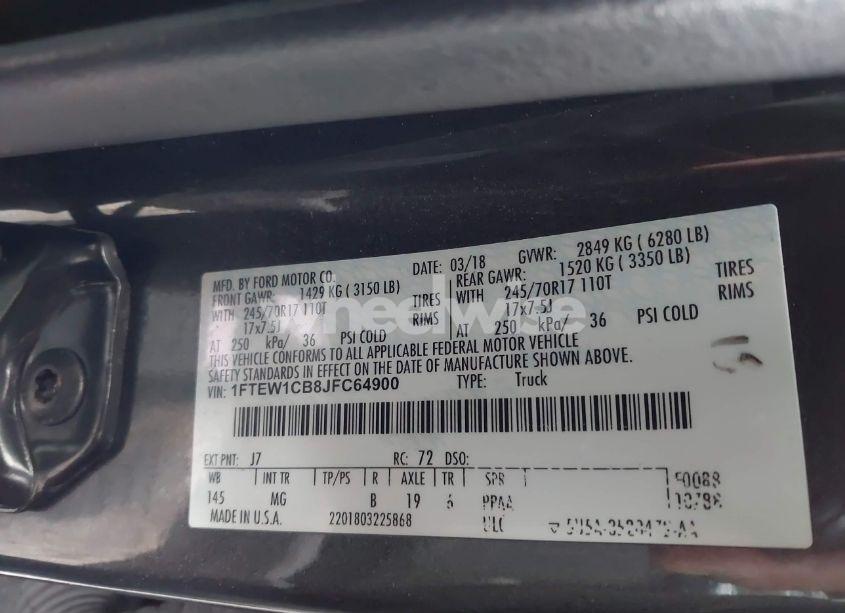 MFD. BY FORD MOTOR CO. DATE: 03/18 GVWR: 2849 KG ( 6280 LB)
FRONT GAWR: 1429 KG ( 3150 LB) REAR GAWR: 1520 KG ( 3350 LB)
WITH 245/70R17 110T TIRES WITH 245/70R17 110T TIRES
17x7.5J RIMS 17x7.5J RIMS
AT 250 kPa/ 36 PSI COLD AT 250 kPa/ 36 PSI COLD
THIS VEHICLE CONFORMS TO ALL APPLICABLE FEDERAL MOTOR VEHICLE
SAFETY STANDARDS IN EFFECT ON THE DATE OF MANUFACTURE SHOWN ABOVE.
VIN: 1FTEW1CB8JFC64900 TYPE: Truck
EXT PNT: J7 RC: 72 DSO:
WB INT TR TP/PS R AXLE TR SPR
145 MG B 19 6 PPAA
MADE IN U.S.A. 2201803225868
wheelwise